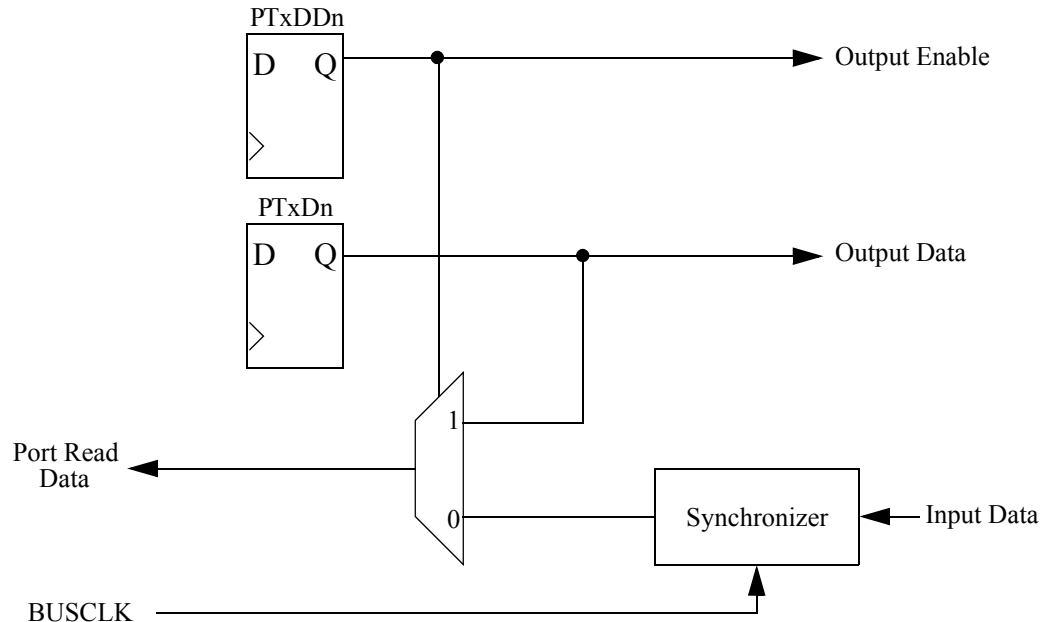 PTxDDn
D Q
Output Enable
PTxDn
D Q
Output Data
1
Port Read
Data
0
Synchronizer
Input Data
BUSCLK